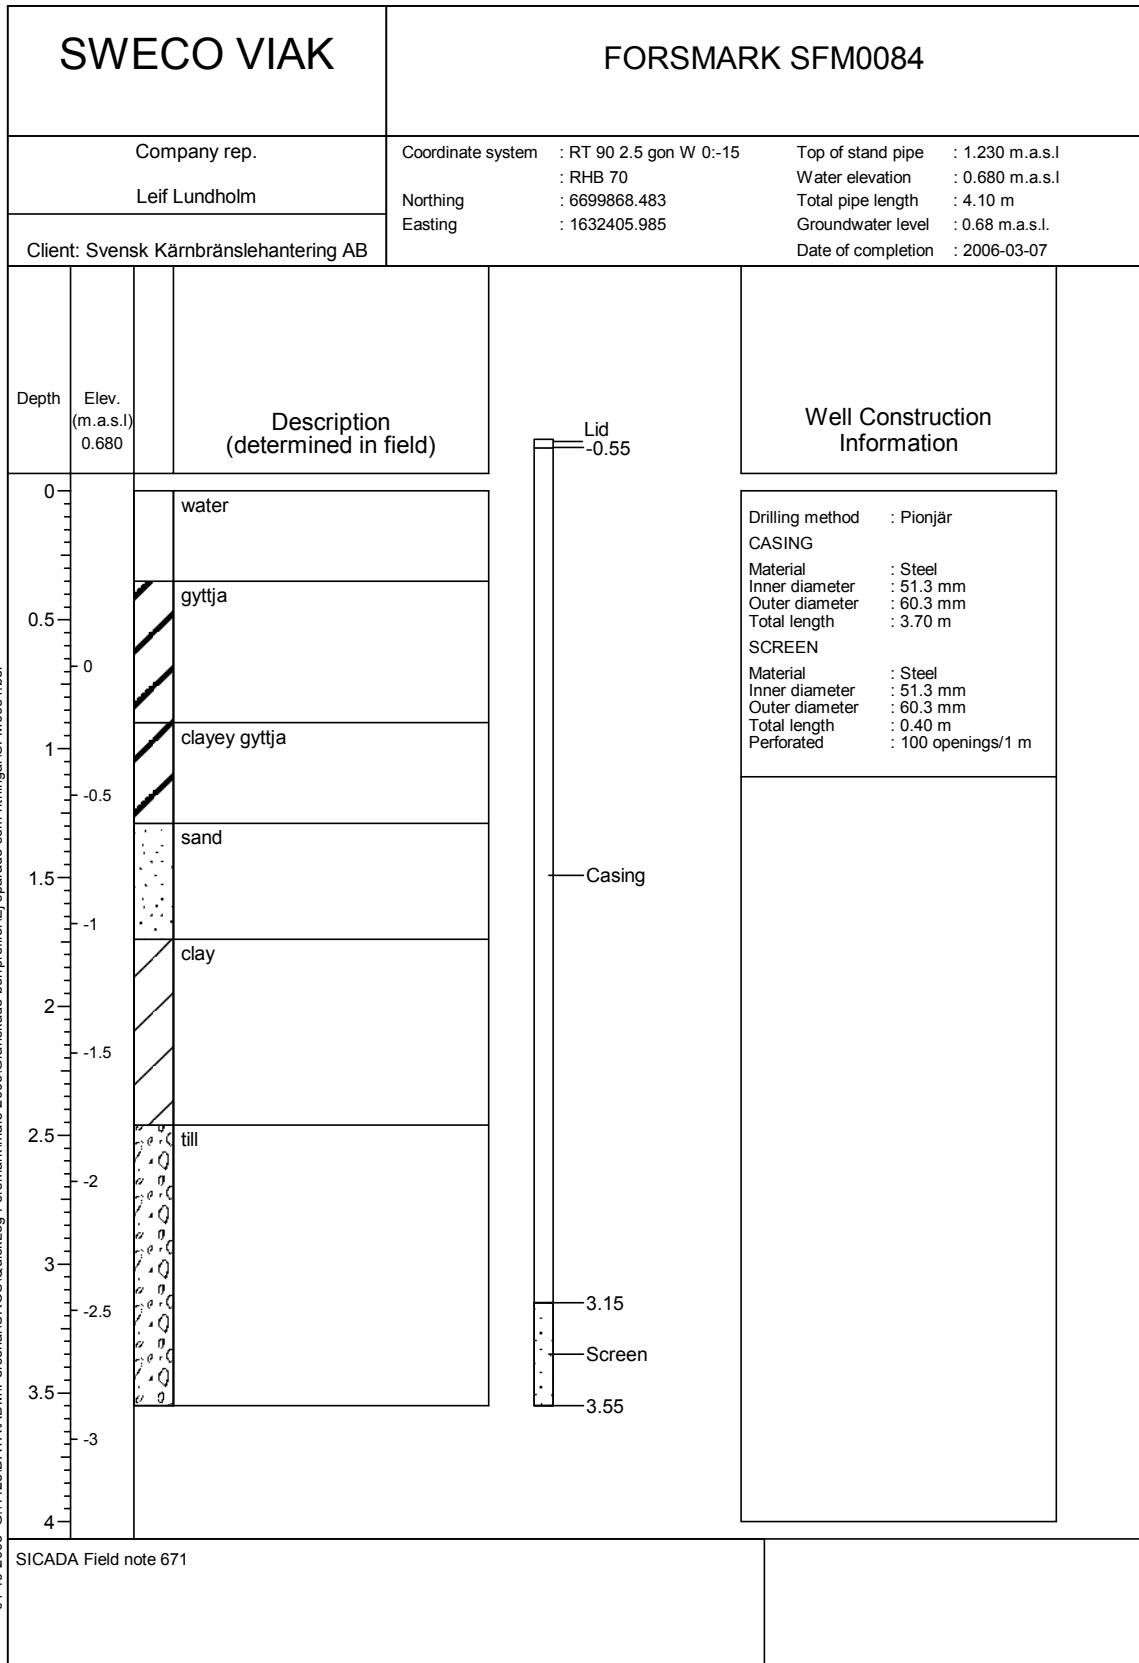 SWECO VIAK
FORSMARK SFM0084
Company rep.
Leif Lundholm
Client: Svensk Kärnbränslehantering AB
Coordinate system : RT 90 2.5 gon W 0:-15
: RHB 70
Northing : 6699868.483
Easting : 1632405.985
Top of stand pipe : 1.230 m.a.s.l
Water elevation : 0.680 m.a.s.l
Total pipe length : 4.10 m
Groundwater level : 0.68 m.a.s.l.
Date of completion : 2006-03-07
Depth
Elev.
(m.a.s.l)
0.680
Description
(determined in field)
Lid
-0.55
Well Construction
Information
0
0.5
1
1.5
2
2.5
3
3.5
4
0
-0.5
-1
-1.5
-2
-2.5
-3
water
gyttja
clayey gyttja
sand
clay
till
Casing
3.15
Screen
3.55
Drilling method : Pionjär
CASING
Material : Steel
Inner diameter : 51.3 mm
Outer diameter : 60.3 mm
Total length : 3.70 m
SCREEN
Material : Steel
Inner diameter : 51.3 mm
Outer diameter : 60.3 mm
Total length : 0.40 m
Perforated : 100 openings/1 m
SICADA Field note 671